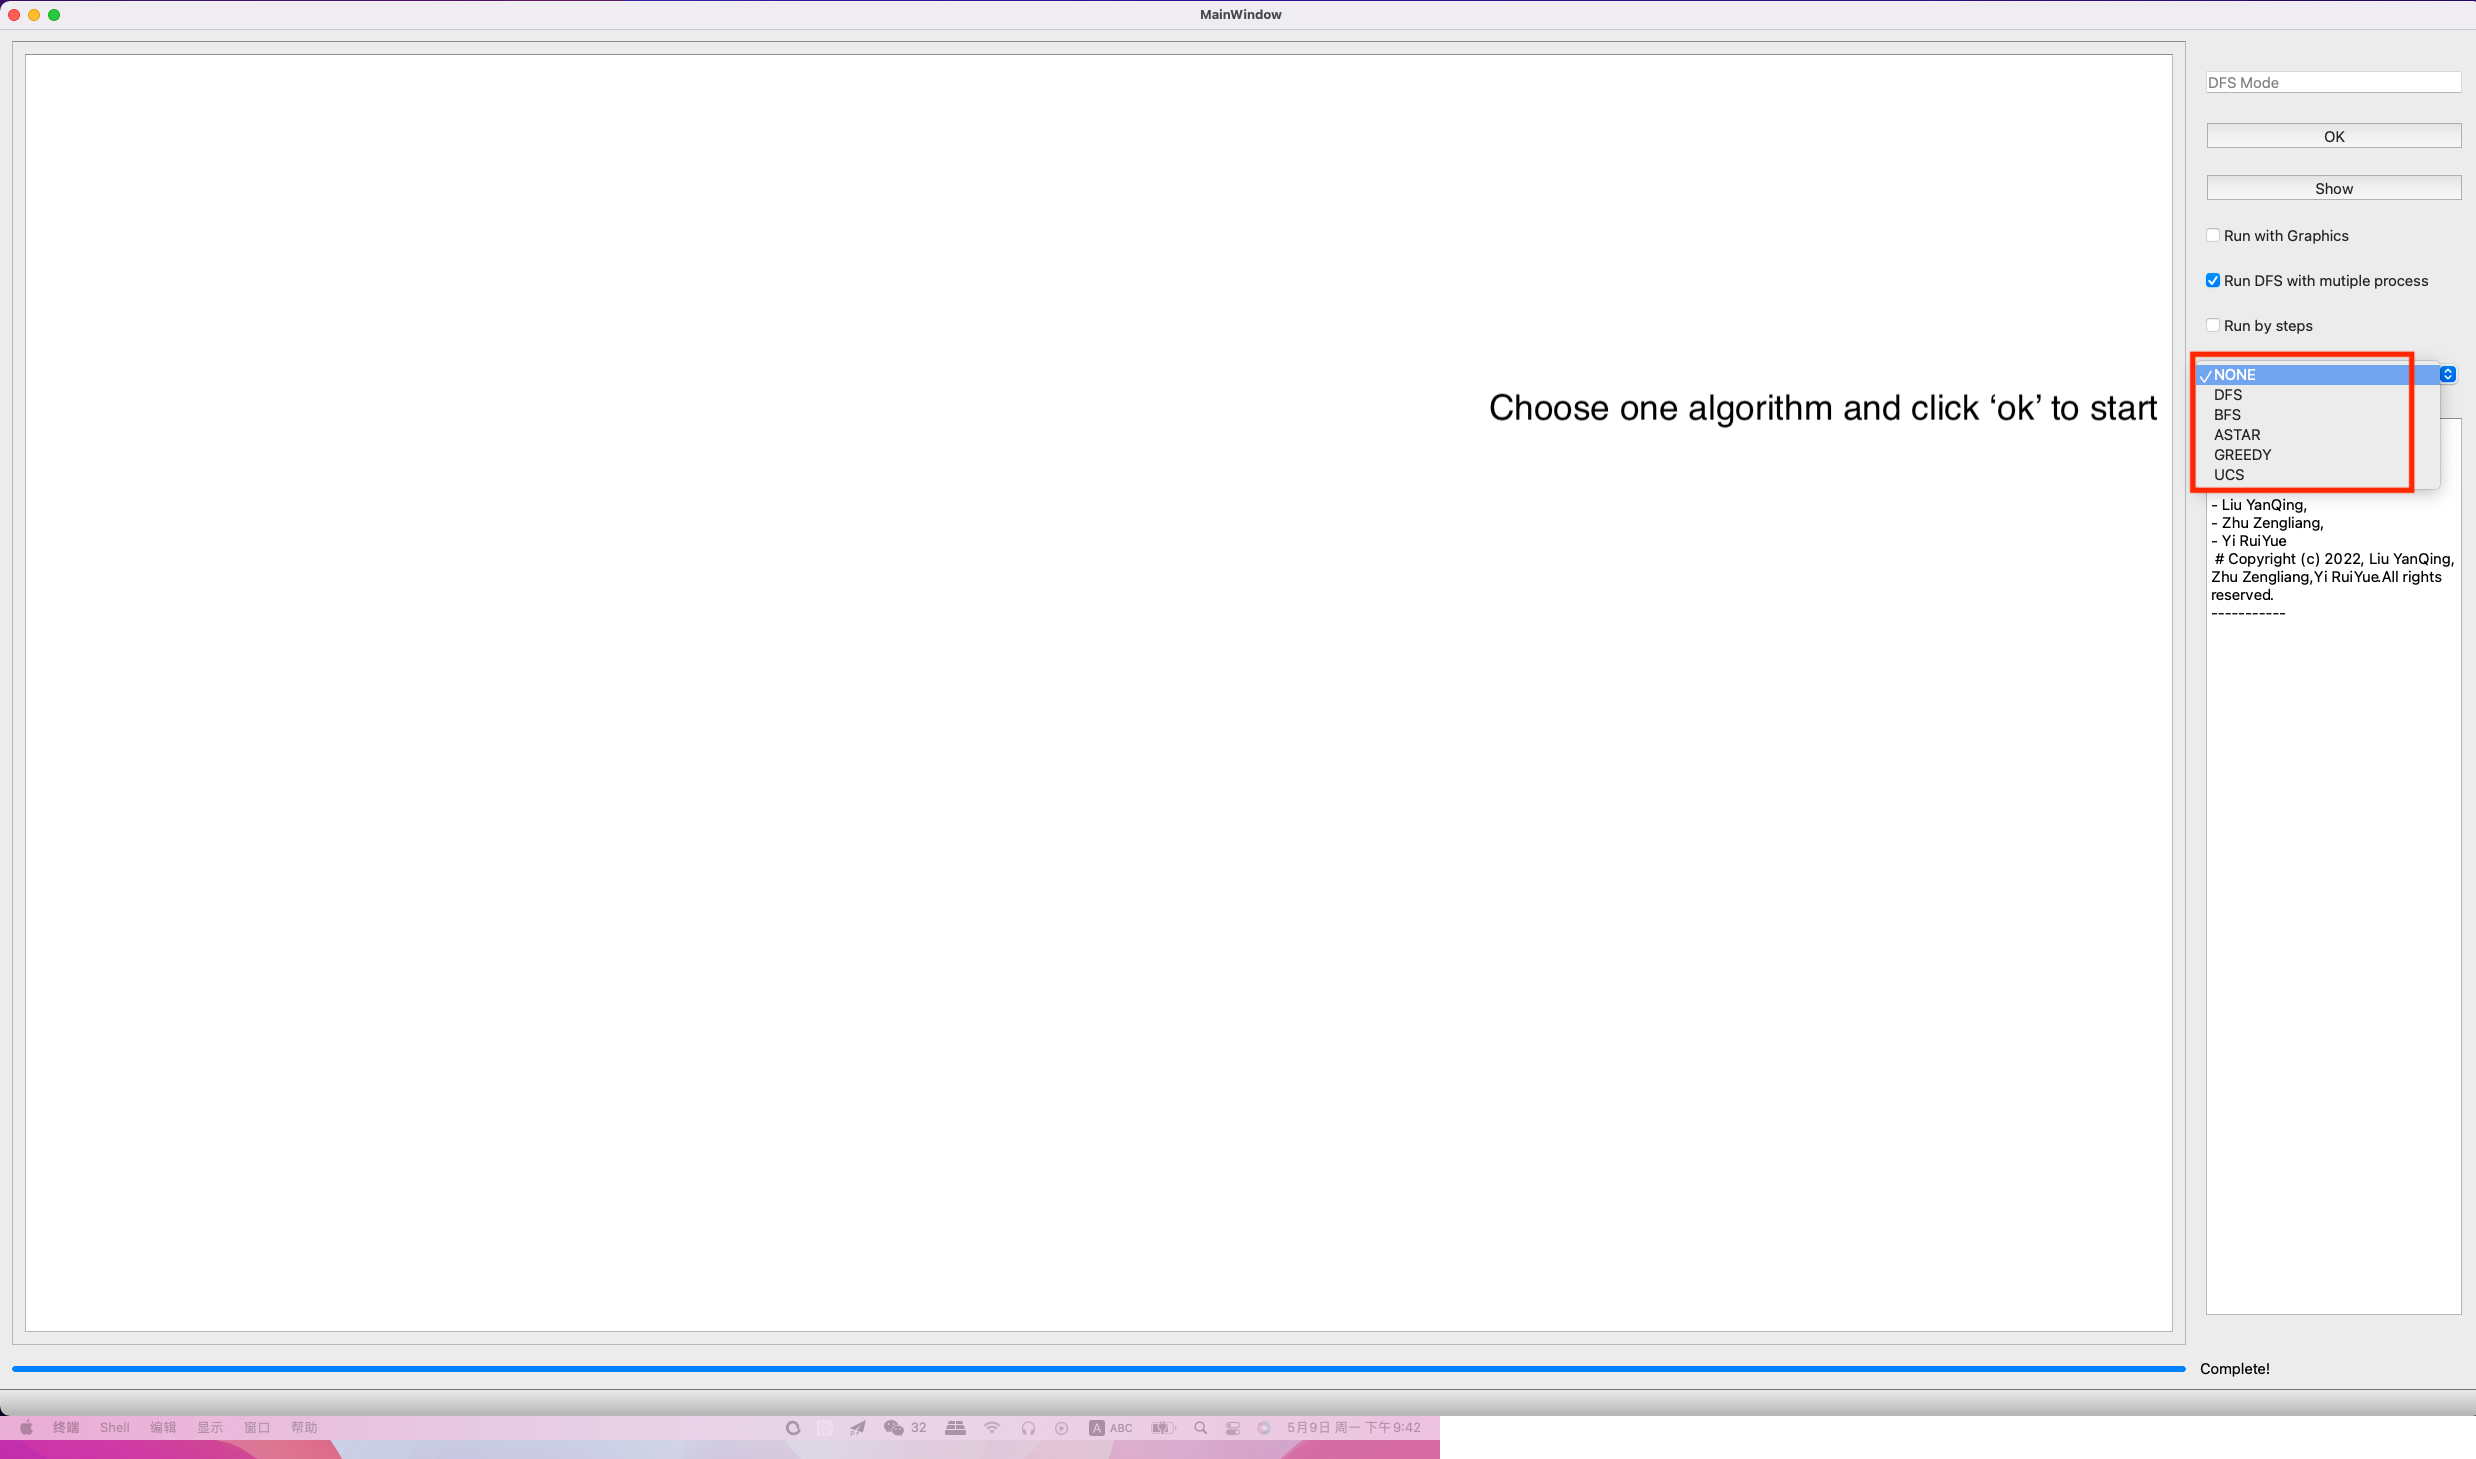 MainWindow
DFS Mode
OK
Show
Run with Graphics
Run DFS with mutiple process
Run by steps
NONE
DFS
BFS
ASTAR
GREEDY
UCS
Choose one algorithm and click ‘ok’ to start
- Liu YanQing,
- Zhu Zengliang,
- Yi RuiYue
# Copyright (c) 2022, Liu YanQing,
Zhu Zengliang,Yi RuiYue.All rights
reserved.
-----------
Complete!
终端 Shell 编辑 显示 窗口 帮助 32 A ABC 5月9日 周一 下午9:42